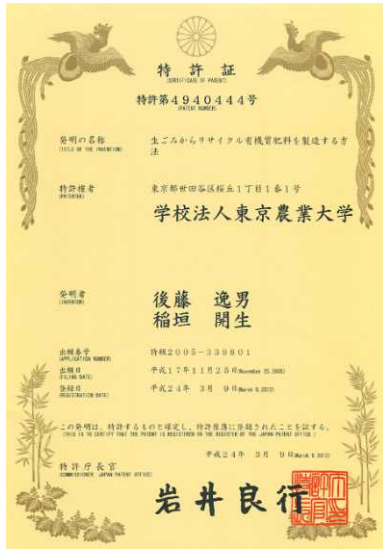 特許証
(CERTIFICATE OF PATENT)
特許第4940444号
(PATENT NUMBER)
発明の名称
(TITLE OF THE INVENTION)
生ごみからリサイクル有機質肥料を製造する方
法
特許権者
(PATENTEE)
東京都世田谷区桜丘1丁目1番1号
学校法人東京農業大学
発明者
(INVENTOR)
後藤 逸男
稲垣 開生
出願番号
(APPLICATION NUMBER)
特願2005-339801
出願日
(FILING DATE)
平成17年11月25日(November 25,2005)
登録日
(REGISTRATION DATE)
平成24年 3月 9日(March 9,2012)
この発明は、特許するものと確定し、特許原簿に登録されたことを証する。
(THIS IS TO CERTIFY THAT THE PATENT IS REGISTERED ON THE REGISTER OF THE JAPAN PATENT OFFICE.)
平成24年 3月 9日(March 9,2012)
特許庁長官
(COMMISSIONER, JAPAN PATENT OFFICE)
岩井良行